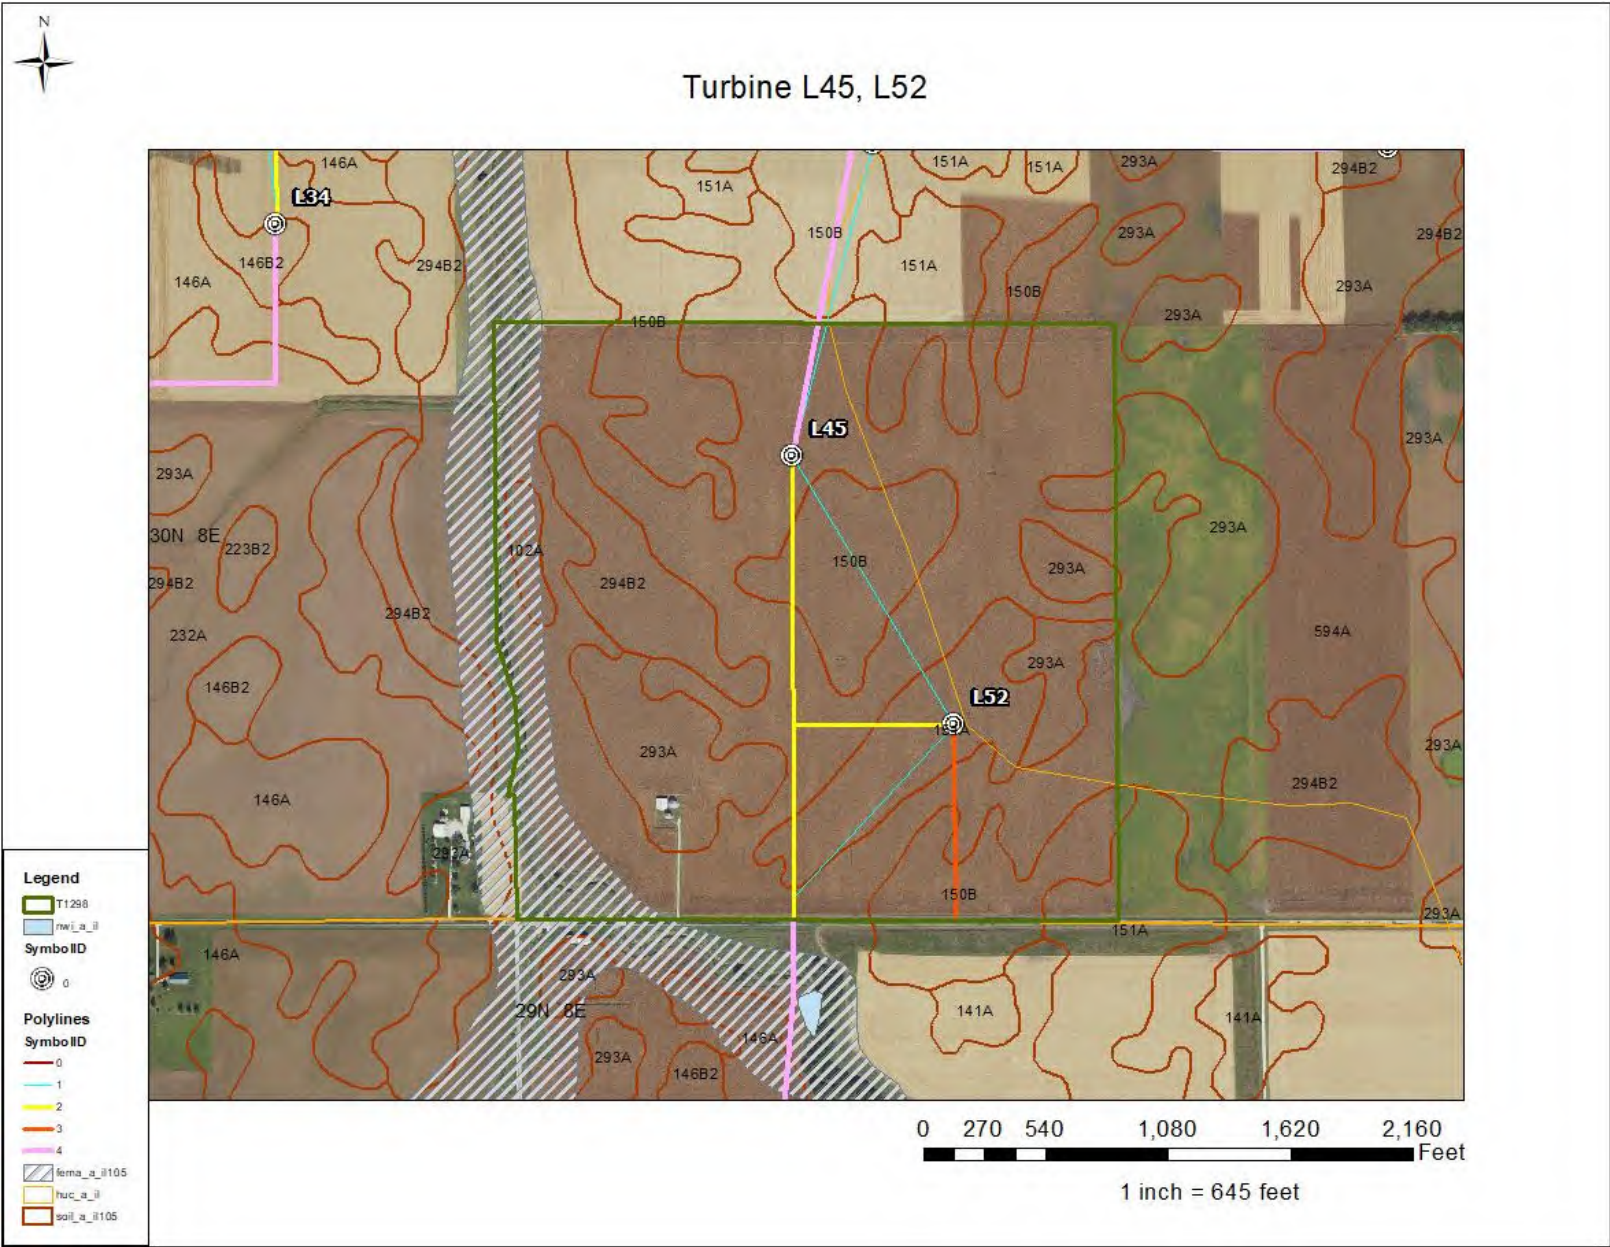 N
Turbine L45, L52
146A
151A
151A
293A
294B2
151A
L34
150B
293A
294B2
146B2
294B2
151A
146A
150B
293A
293A
150B
L45
293A
293A
30N 8E
223B2
102A
150B
293A
293A
294B2
294B2
294B2
232A
594A
293A
146B2
L52
293A
293A
294B2
146A
150B
293A
151A
146A
293A
29N 8E
141A
141A
146A
293A
146B2
Legend
T1298
nwi_a_il
SymbolID
0
Polylines
SymbolID
0
1
2
3
4
fema_a_il105
huc_a_il
soil_a_il105
0 270 540 1,080 1,620 2,160
Feet
1 inch = 645 feet